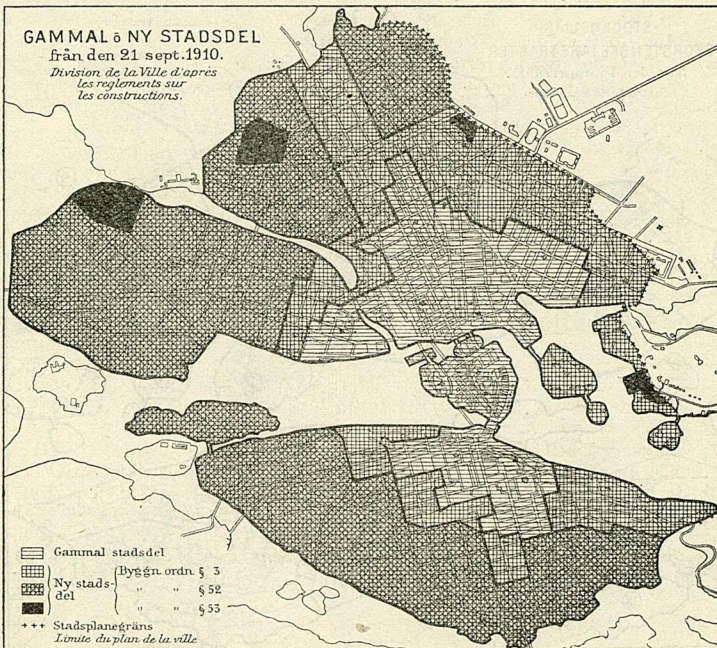 GAMMAL ō NY STADSDEL
från den 21 sept. 1910.
Division de la Ville d'après
les reglements sur
les constructions.
Gammal stadsdel
Ny stads-
del
Byggn. ordn. § 3
" " § 52
" " § 53
+++ Stadsplanegräns
Limite du plan de la ville